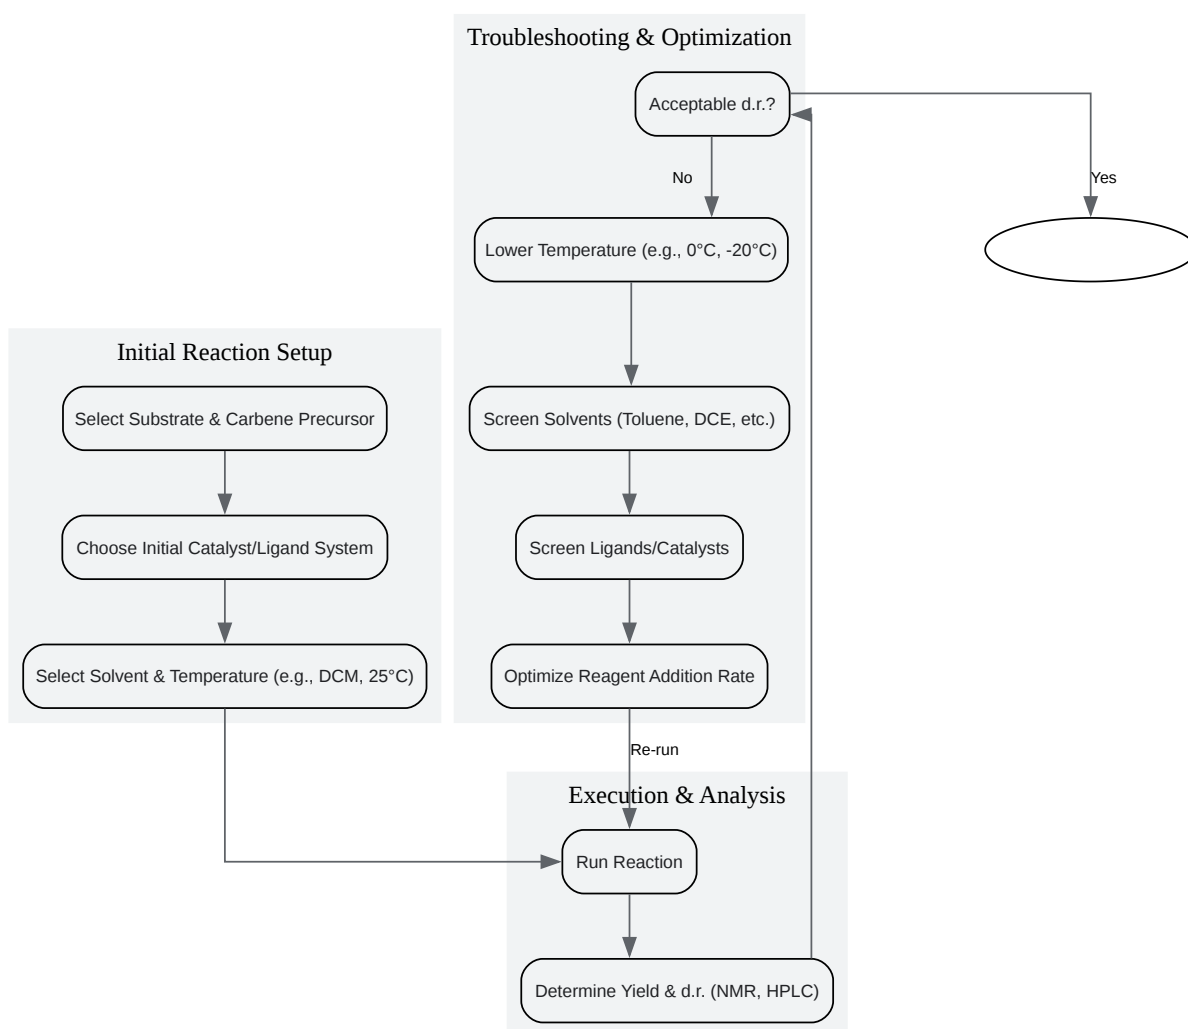 Troubleshooting & Optimization
Acceptable d.r.?
No
Yes
Lower Temperature (e.g., 0°C, -20°C)
Initial Reaction Setup
Select Substrate & Carbene Precursor
Screen Solvents (Toluene, DCE, etc.)
Choose Initial Catalyst/Ligand System
Screen Ligands/Catalysts
Select Solvent & Temperature (e.g., DCM, 25°C)
Optimize Reagent Addition Rate
Re-run
Execution & Analysis
Run Reaction
Determine Yield & d.r. (NMR, HPLC)